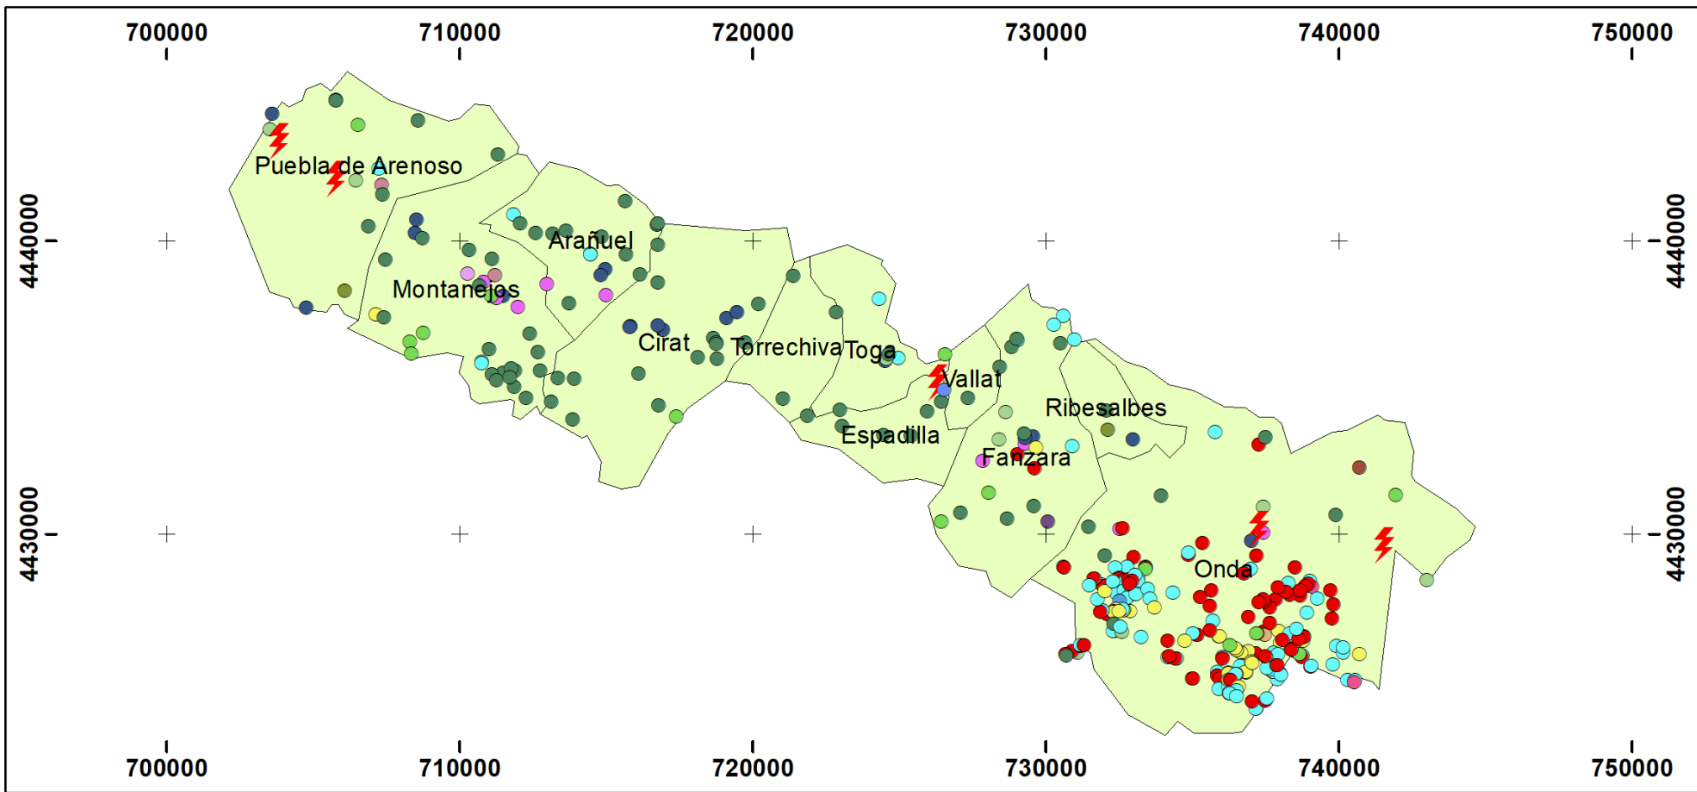 700000 710000 720000 730000 740000 750000
Puebla de Arenoso
4440000 4440000
Arañuel
Montanejos
Cirat Torrechiva Toga
Vallat
Ribesalbes
Espadilla
Fanzara
4430000 4430000
Onda
700000 710000 720000 730000 740000 750000